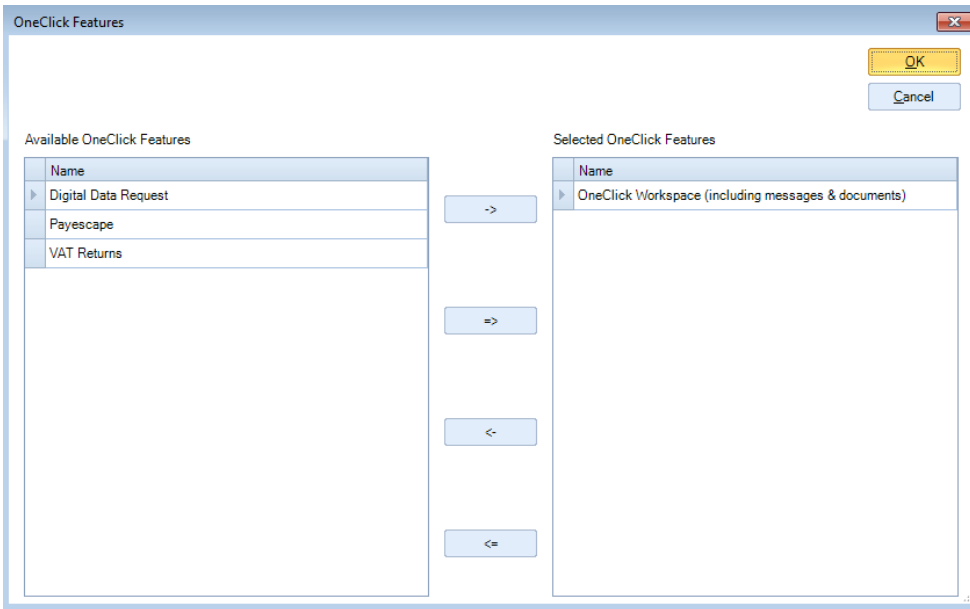 OneClick Features
OK
Cancel
Available OneClick Features
Name
Digital Data Request
Payescape
VAT Returns
->
=>
<-
<=
Selected OneClick Features
Name
OneClick Workspace (including messages & documents)